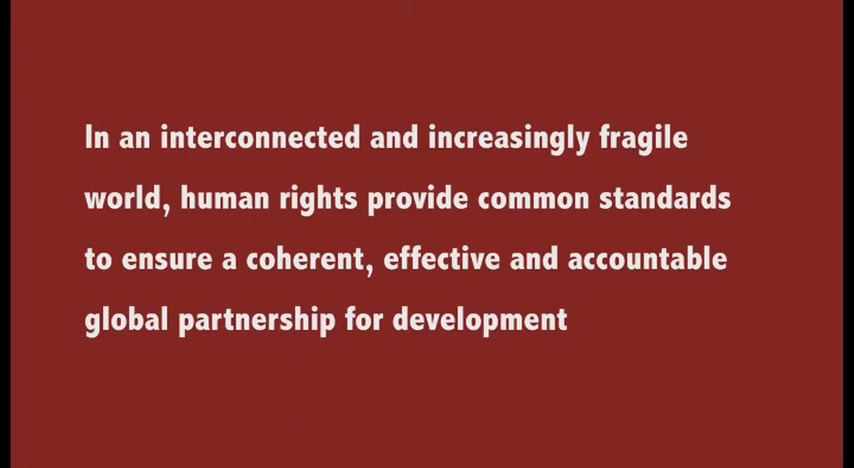 In an interconnected and increasingly fragile
world, human rights provide common standards
to ensure a coherent, effective and accountable
global partnership for development